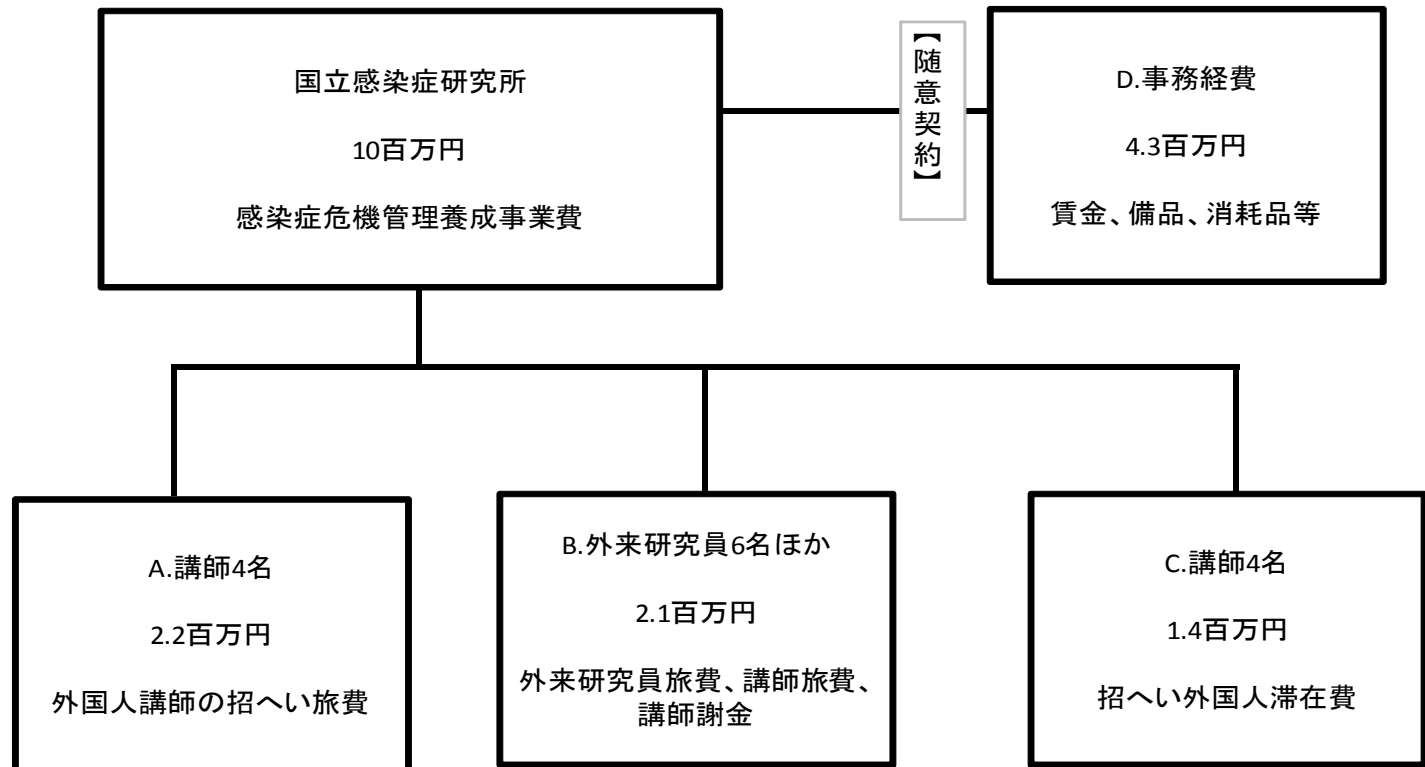 国立感染症研究所
10百万円
感染症危機管理養成事業費
【随意契約】
D.事務経費
4.3百万円
賃金、備品、消耗品等
A.講師4名
2.2百万円
外国人講師の招へい旅費
B.外来研究員6名ほか
2.1百万円
外来研究員旅費、講師旅費、
講師謝金
C.講師4名
1.4百万円
招へい外国人滞在費